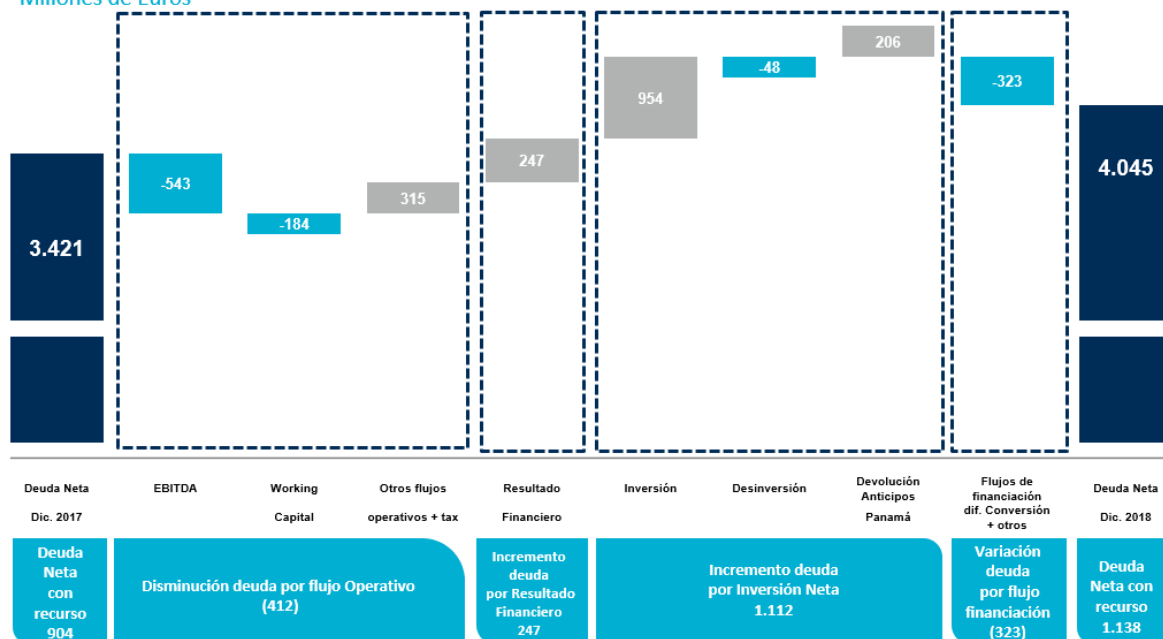 Millones de Euros
206
-48
954
-323
247
-543
315
-184
3.421
4.045
Deuda Neta
Dic. 2017
EBITDA
Working
Capital
Otros flujos
operativos + tax
Resultado
Financiero
Inversión
Desinversión
Devolución
Anticipos
Panamá
Flujos de
financiación
dif. Conversión
+ otros
Deuda Neta
Dic. 2018
Deuda
Neta
con
recurso
904
Disminución deuda por flujo Operativo
(412)
Incremento
deuda
por Resultado
Financiero
247
Incremento deuda
por Inversión Neta
1.112
Variación
deuda
por flujo
financiación
(323)
Deuda
Neta con
recurso
1.138